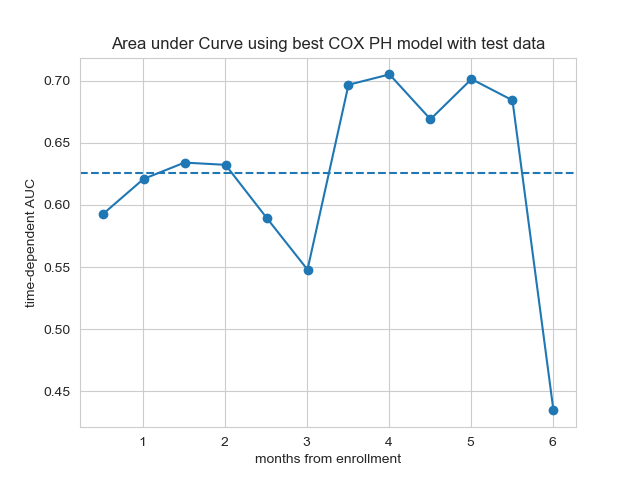 Area under Curve using best COX PH model with test data
time-dependent AUC
0.70
0.65
0.60
0.55
0.50
0.45
1 2 3 4 5 6
months from enrollment